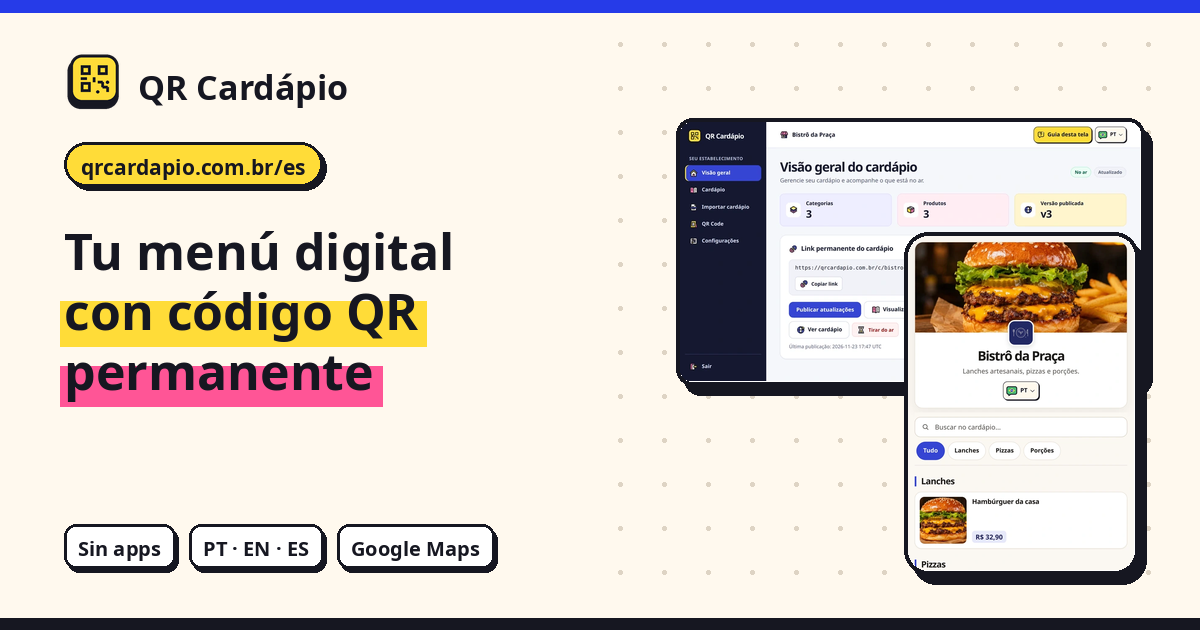 QR Cardápio
qrcardapio.com.br/es
Tu menú digital
con código QR
permanente
Sin apps
PT · EN · ES
Google Maps
QR Cardápio
SEU ESTABELECIMENTO
Visão geral
Cardápio
Importar cardápio
QR Code
Configurações
Sair
Bistrô da Praça
Guia desta tela
PT
Visão geral do cardápio
Gerencie seu cardápio e acompanhe o que está no ar.
No ar
Atualizado
Categorias
3
Produtos
3
Versão publicada
v3
Link permanente do cardápio
https://qrcardapio.com.br/c/bistro
Copiar link
Publicar atualizações
Visualiz
Ver cardápio
Tirar do ar
Última publicação: 2026-11-23 17:47 UTC
Bistrô da Praça
Lanches artesanais, pizzas e porções.
PT
Buscar no cardápio...
Tudo
Lanches
Pizzas
Porções
Lanches
Hambúrguer da casa
R$ 32,90
Pizzas